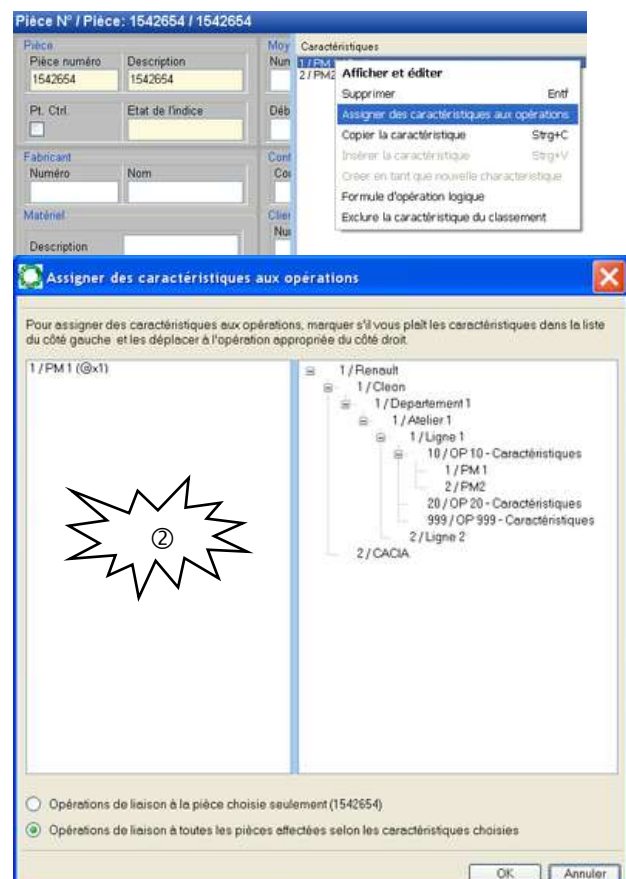 Pièce N° / Pièce: 1542654 / 1542654
Pièce
Pièce numéro Description
1542654 1542654
Pt. Ctrl. Etat de l'indice
Fabricant
Numéro Nom
Matériel
Description
Moy
Num
Déb
Cont
Clier
Caractéristiques
2 / PM2
Afficher et éditer
Supprimer Entf
Assigner des caractéristiques aux opérations
Copier la caractéristique Strg+C
Insérer la caractéristique Strg+V
Créer en tant que nouvelle characteristique
Formule d'opération logique
Exclure la caractéristique du classement
Assigner des caractéristiques aux opérations
Pour assigner des caractéristiques aux opérations, marquer s'il vous plaît les caractéristiques dans la liste
du côté gauche et les déplacer à l'opération appropriée du côté droit.
1 / PM 1 (@x1)
②
1 / Renault
1 / Cleon
1 / Departement 1
1 / Atelier 1
1 / Ligne 1
10 / OP 10 - Caractéristiques
1 / PM 1
2 / PM2
20 / OP 20 - Caractéristiques
999 / OP 999 - Caractéristiques
2 / Ligne 2
2 / CACIA
Opérations de liaison à la pièce choisie seulement (1542654)
Opérations de liaison à toutes les pièces affectées selon les caractéristiques choisies
OK Annuler